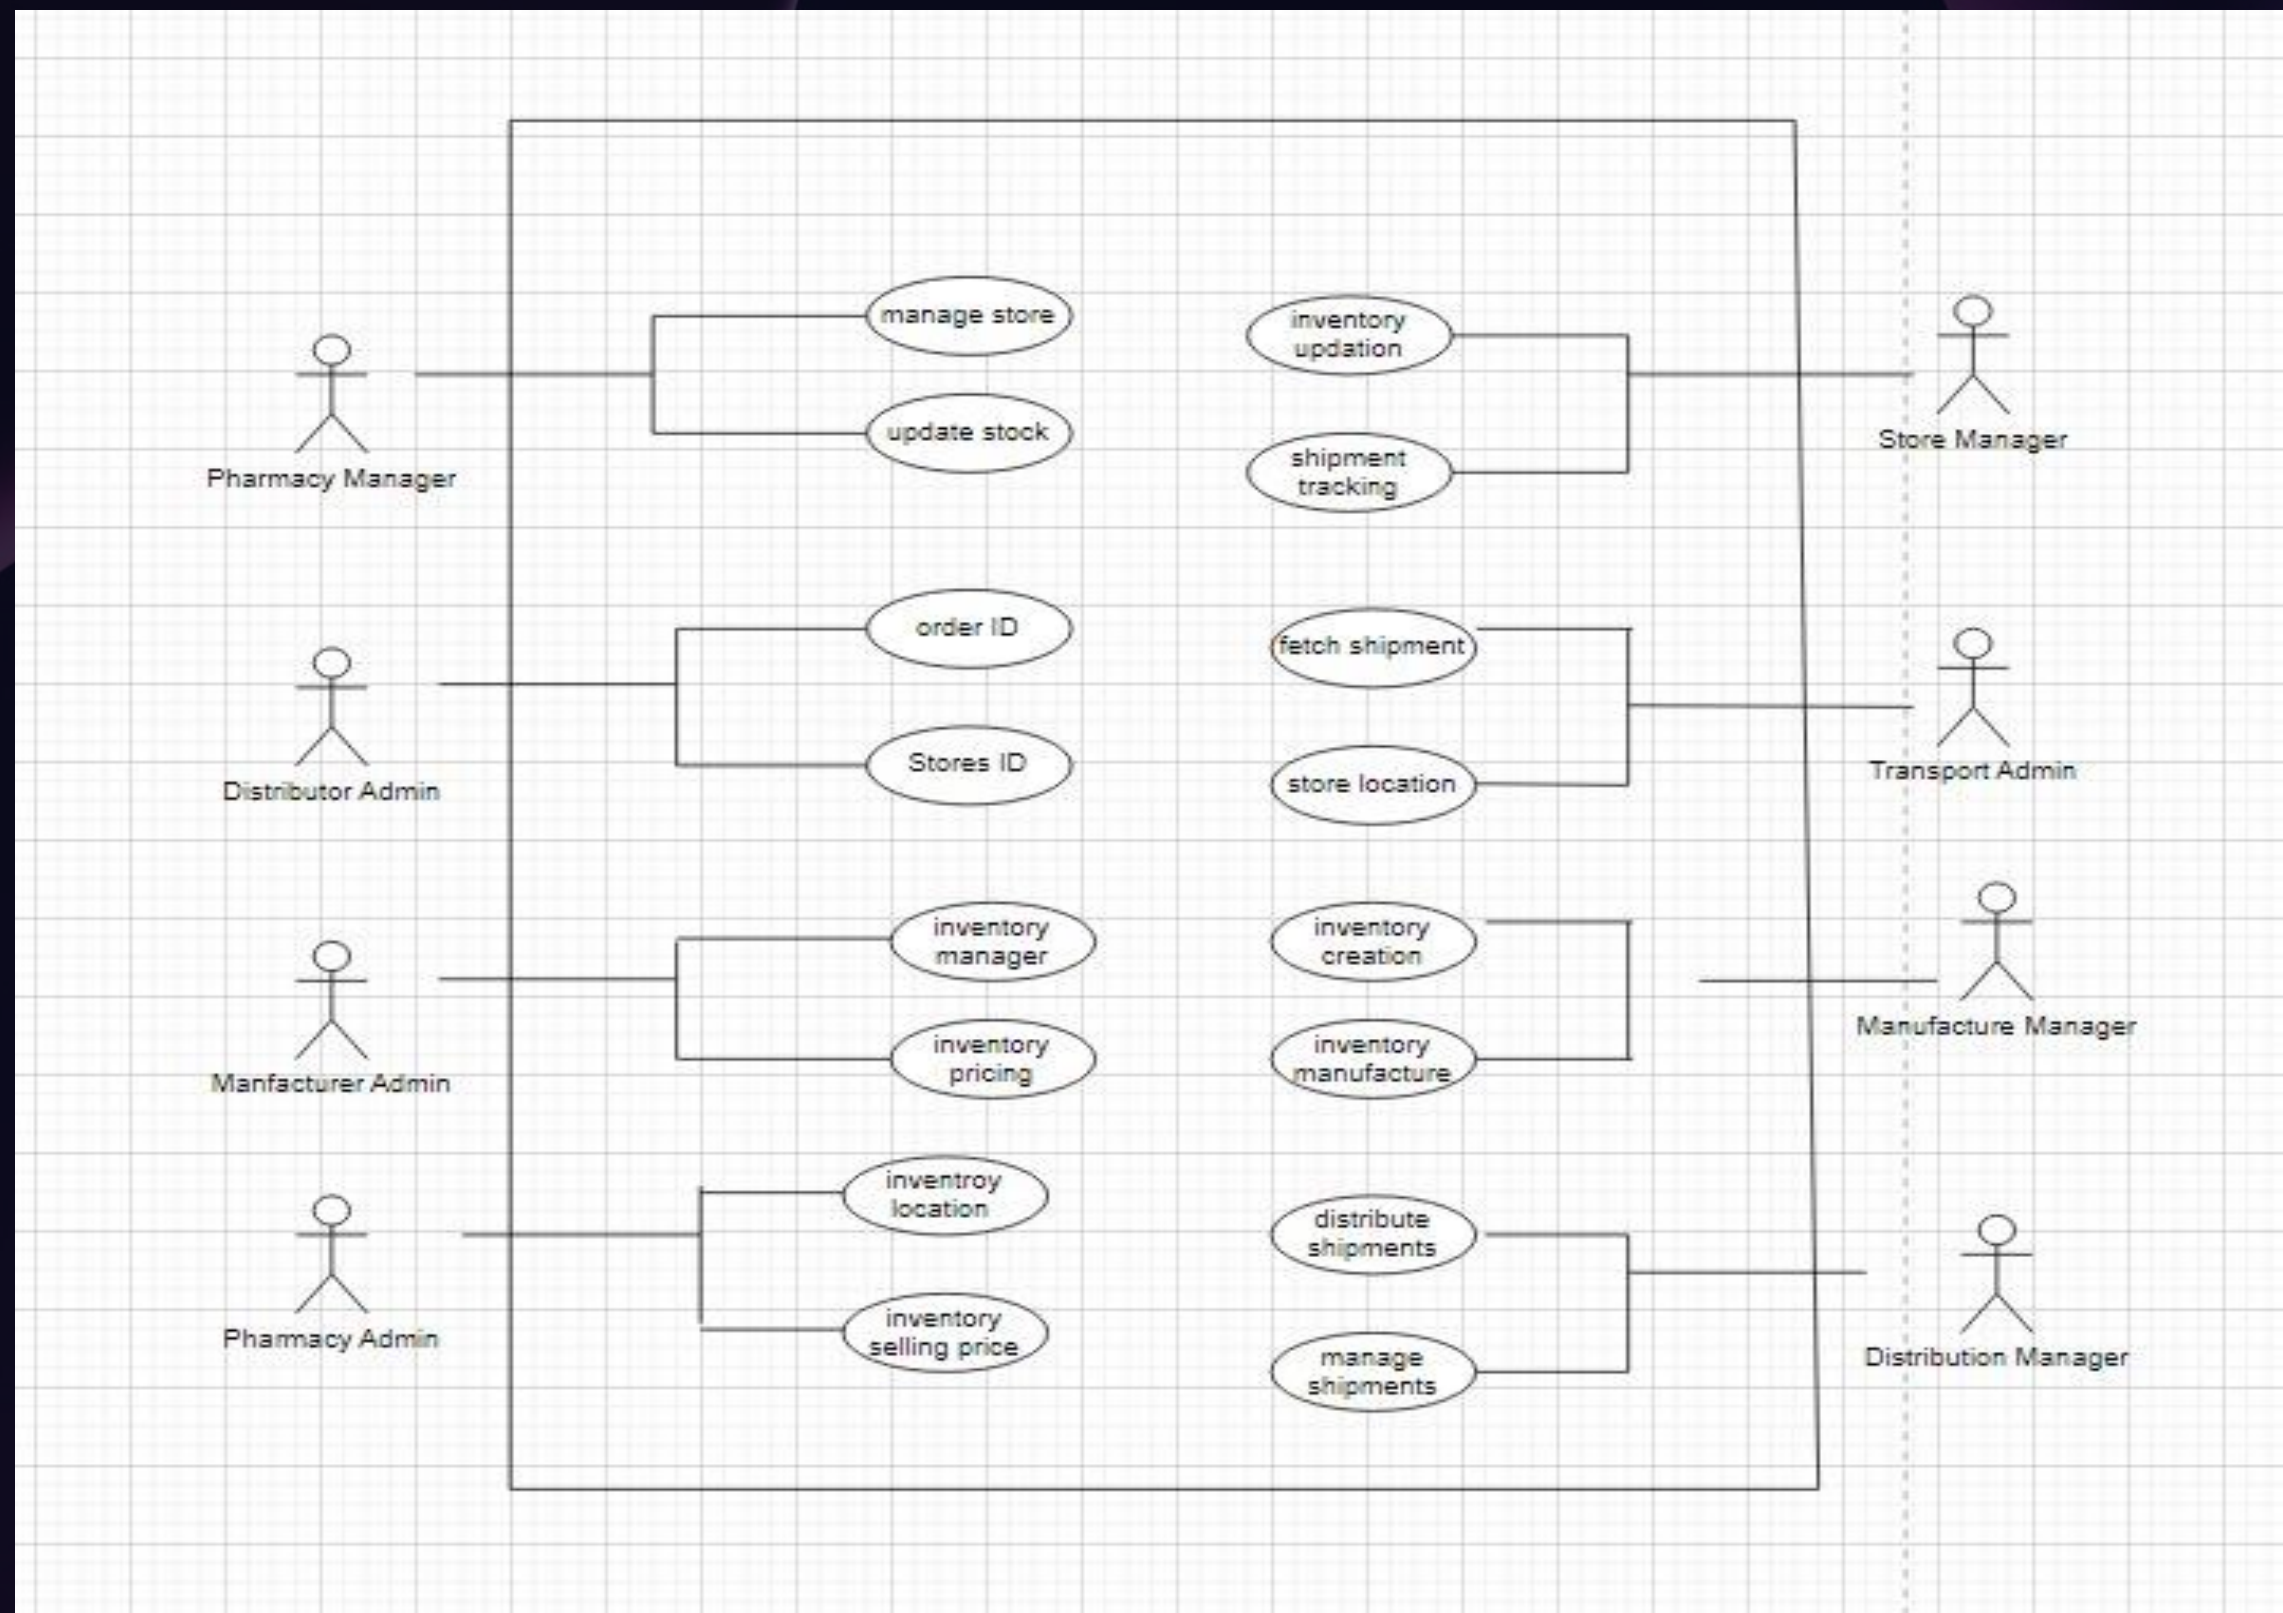 manage store
inventory
updation
update stock
Pharmacy Manager
shipment
tracking
Store Manager
order ID
fetch shipment
Stores ID
store location
Distributor Admin
Transport Admin
inventory
manager
inventory
creation
inventory
pricing
inventory
manufacture
Manfacturer Admin
Manufacture Manager
inventroy
location
distribute
shipments
inventory
selling price
Pharmacy Admin
manage
shipments
Distribution Manager